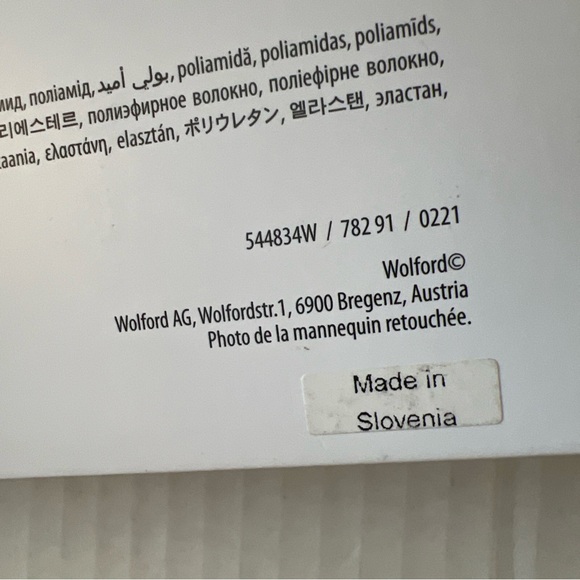 поліамід, بولي أميد, poliamidă, poliamidas, poliamīds,
리에스테르, полиэфирное волокно, поліефірне волокно,
ελαστάνη, elasztán, ポリウレタン, 엘라스탄, эластан,
544834W / 782 91 / 0221
Wolford©
Wolford AG, Wolfordstr.1, 6900 Bregenz, Austria
Photo de la mannequin retouchée.
Made in
Slovenia